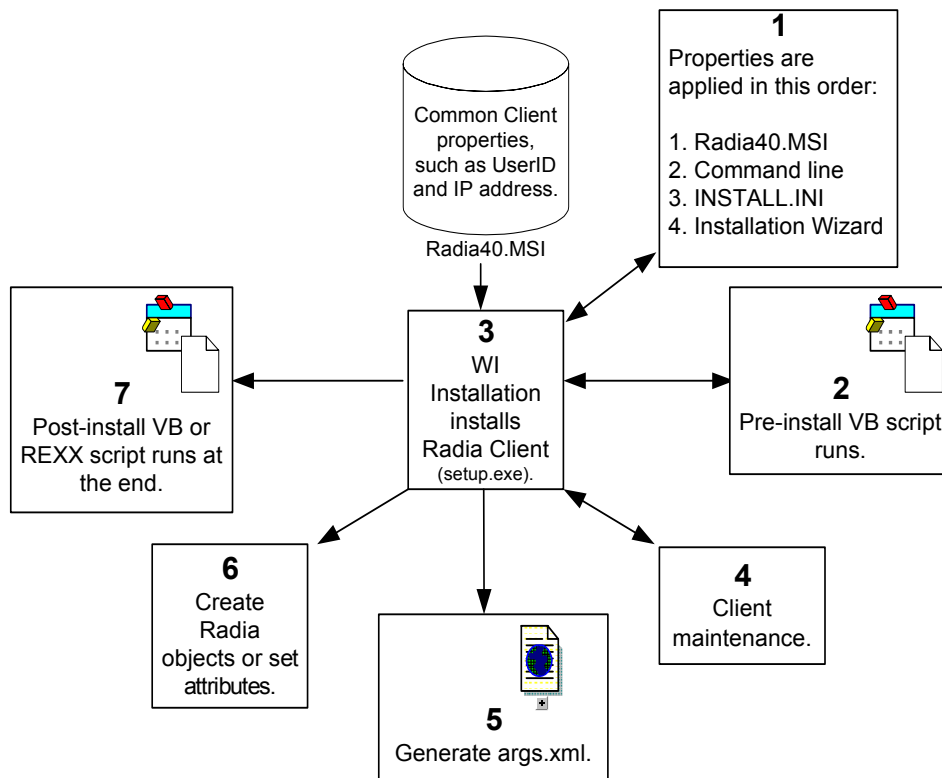 1
Properties are
applied in this order:
1. Radia40.MSI
2. Command line
3. INSTALL.INI
4. Installation Wizard
Common Client
properties,
such as UserID
and IP address.
Radia40.MSI
2
Pre-install VB script
runs.
3
WI
Installation
installs
Radia Client
(setup.exe).
4
Client
maintenance.
5
Generate args.xml.
6
Create
Radia
objects or set
attributes.
7
Post-install VB or
REXX script runs at
the end.